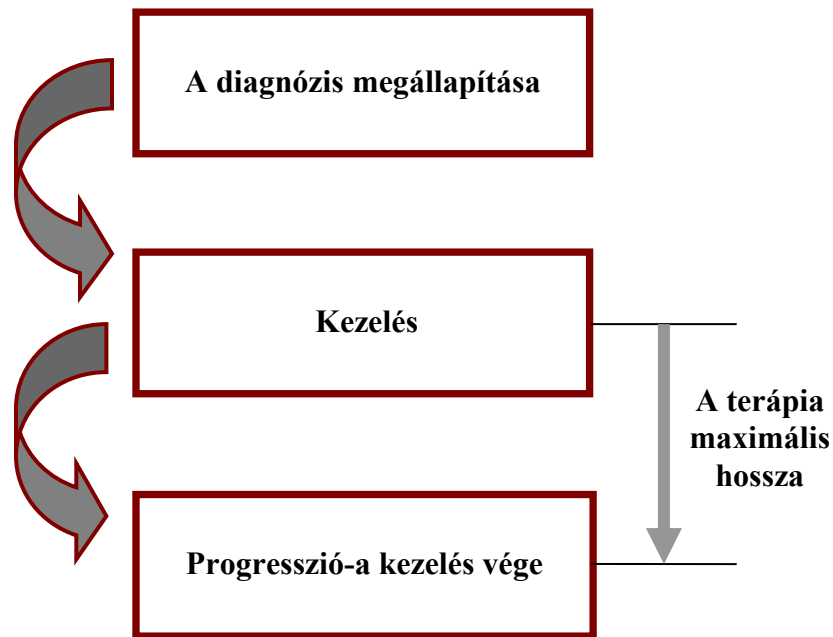 A diagnózis megállapítása
Kezelés
A terápia
maximális
hossza
Progresszió-a kezelés vége